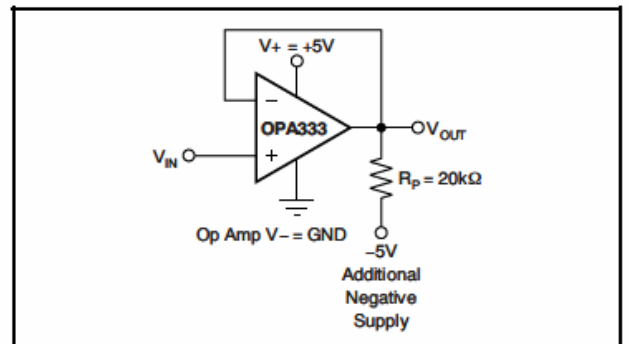 V+ = +5V
−
OPA333
V_OUT
V_IN
+
R_P = 20kΩ
Op Amp V− = GND
−5V
Additional
Negative
Supply